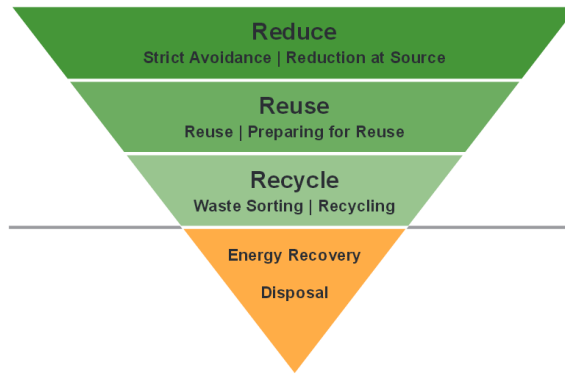 Reduce
Strict Avoidance | Reduction at Source
Reuse
Reuse | Preparing for Reuse
Recycle
Waste Sorting | Recycling
Energy Recovery
Disposal